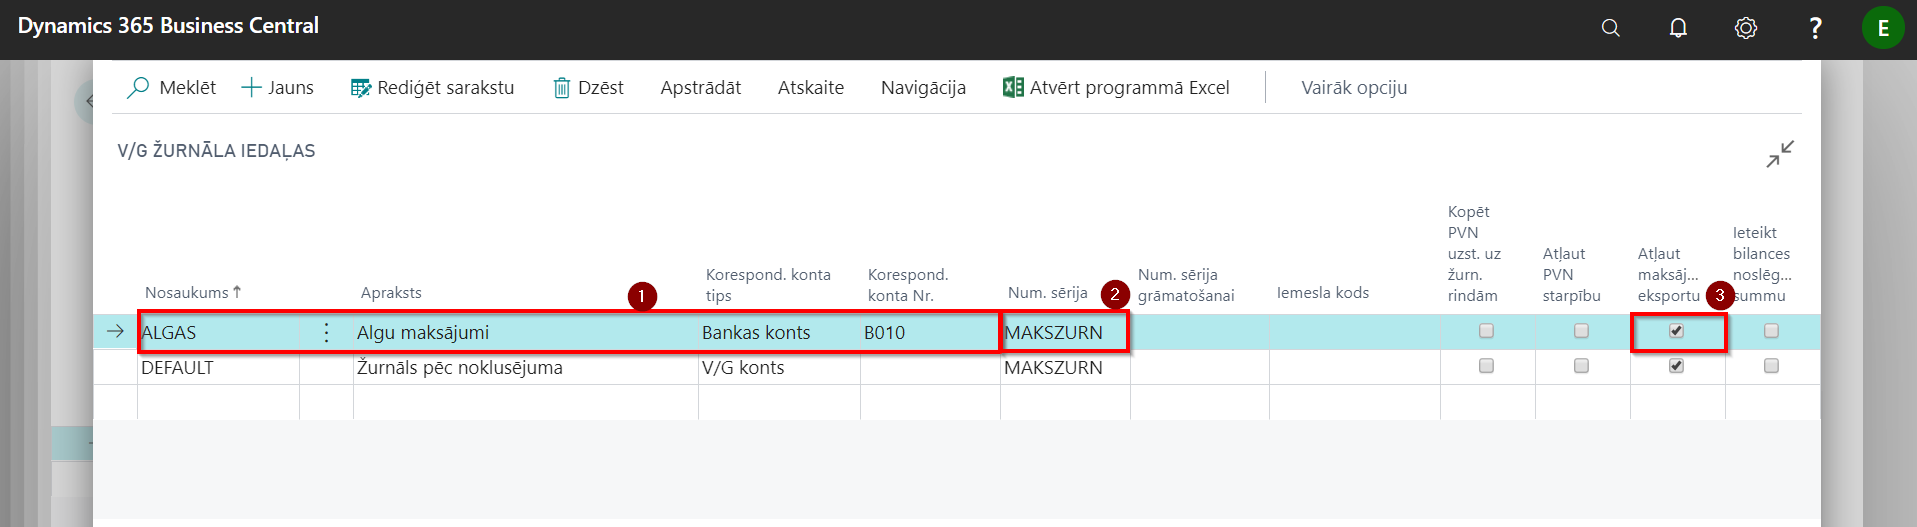 Dynamics 365 Business Central
E
Meklēt Jauns Rediģēt sarakstu Dzēst Apstrādāt Atskaite Navigācija Atvērt programmā Excel Vairāk opciju
V/G ŽURNĀLA IEDAĻAS
Nosaukums Apraksts 1 Korespond. konta tips Korespond. konta Nr. Num. sērija 2 Num. sērija grāmatošanai Iemesla kods Kopēt PVN uzst. uz žurn. rindām Atļaut PVN starpību Atļaut maksāj... eksportu 3 Ieteikt bilances noslēg... summu
ALGAS Algu maksājumi Bankas konts B010 MAKSZURN
DEFAULT Žurnāls pēc noklusējuma V/G konts MAKSZURN